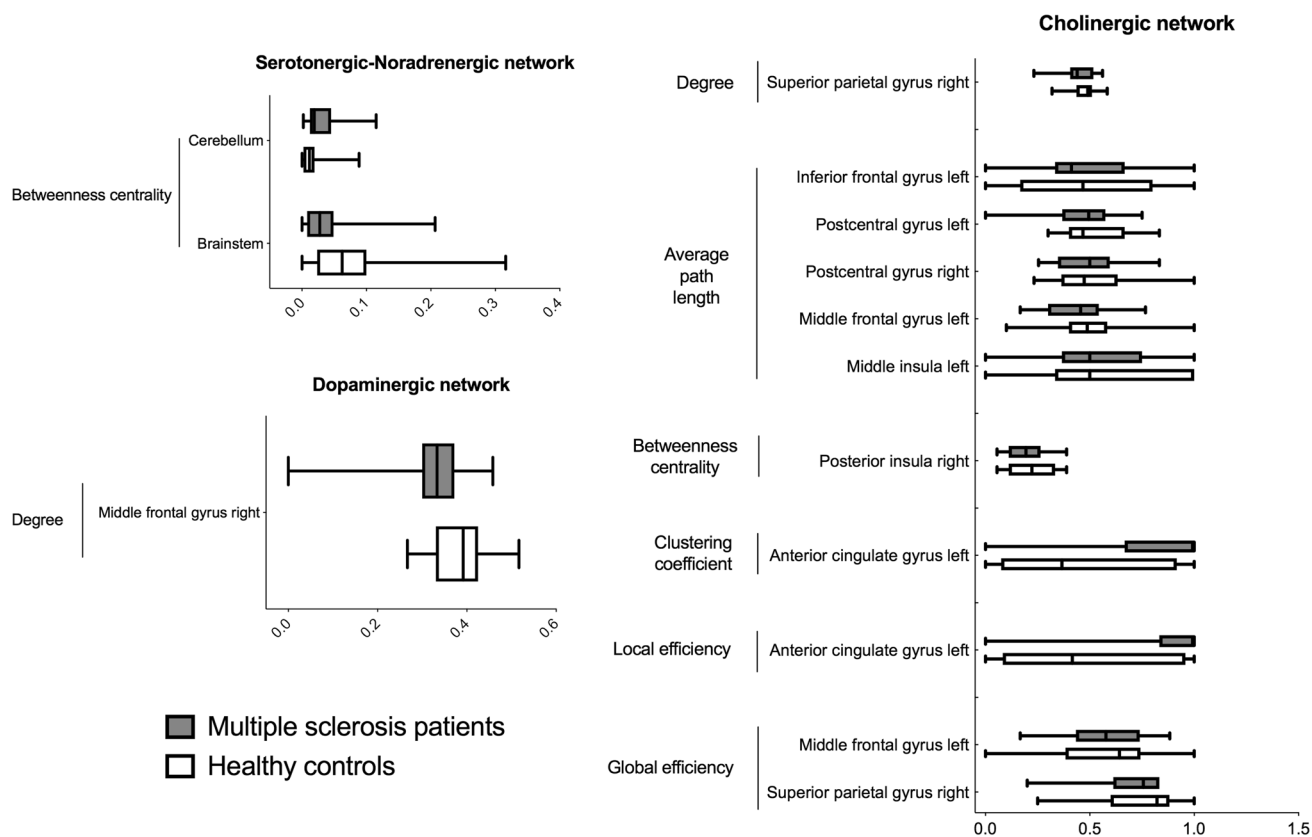 Serotonergic-Noradrenergic network
Betweenness centrality
Cerebellum
Brainstem
0.0 0.1 0.2 0.3 0.4
Dopaminergic network
Degree
Middle frontal gyrus right
0.0 0.2 0.4 0.6
Multiple sclerosis patients
Healthy controls
Cholinergic network
Degree
Superior parietal gyrus right
Average
path
length
Inferior frontal gyrus left
Postcentral gyrus left
Postcentral gyrus right
Middle frontal gyrus left
Middle insula left
Betweenness
centrality
Posterior insula right
Clustering
coefficient
Anterior cingulate gyrus left
Local efficiency
Anterior cingulate gyrus left
Global efficiency
Middle frontal gyrus left
Superior parietal gyrus right
0.0 0.5 1.0 1.5